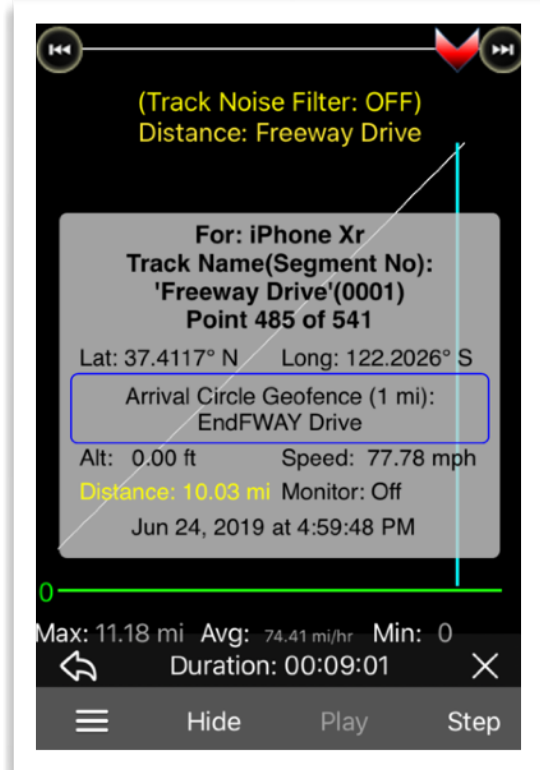 (Track Noise Filter: OFF)
Distance: Freeway Drive
For: iPhone Xr
Track Name(Segment No):
'Freeway Drive'(0001)
Point 485 of 541
Lat: 37.4117° N Long: 122.2026° S
Arrival Circle Geofence (1 mi):
EndFWAY Drive
Alt: 0.00 ft Speed: 77.78 mph
Distance: 10.03 mi Monitor: Off
Jun 24, 2019 at 4:59:48 PM
0
Max: 11.18 mi Avg: 74.41 mi/hr Min: 0
Duration: 00:09:01
Hide Play Step